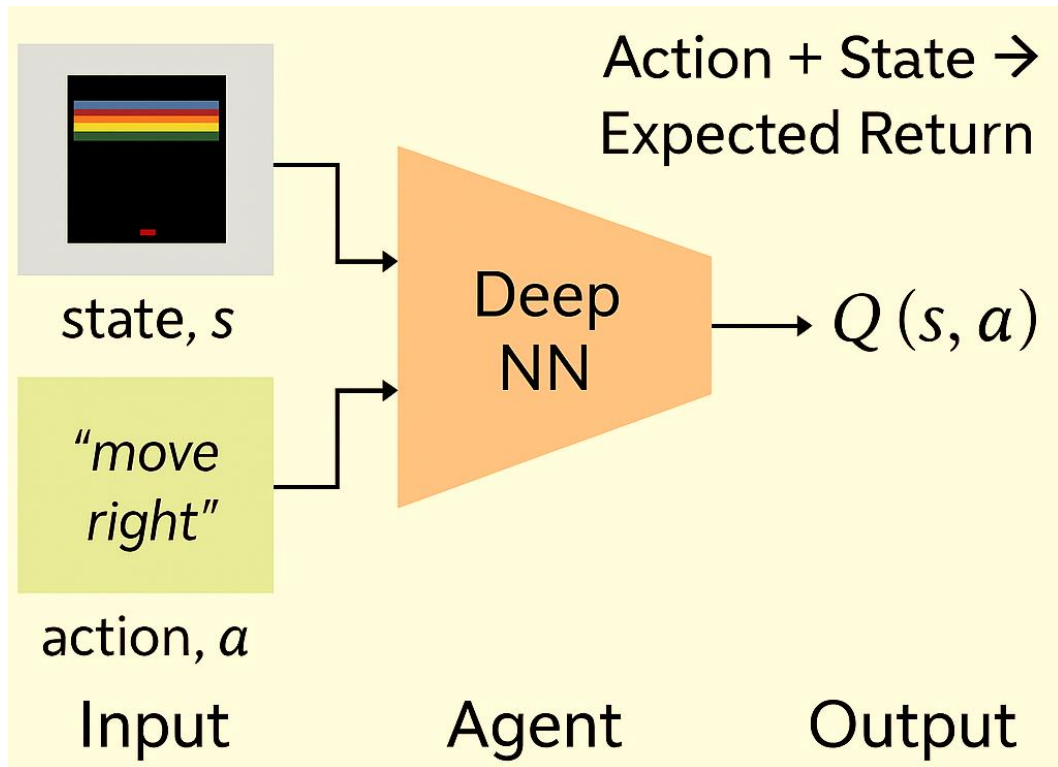 Action + State →
Expected Return
state, s
"move
right"
action, a
Deep
NN
Q (s, a)
Input
Agent
Output